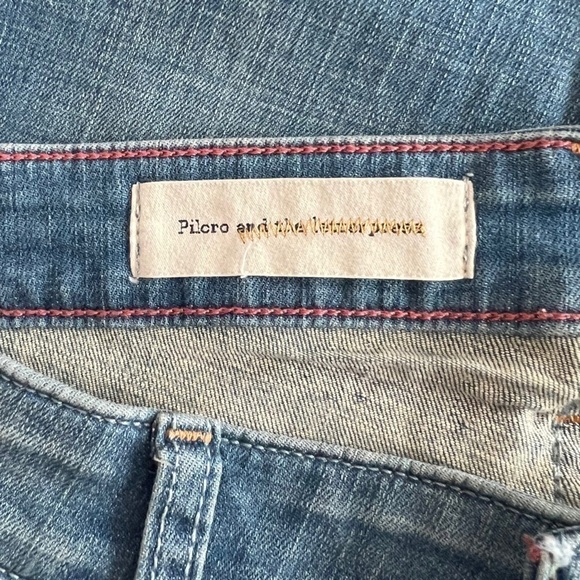 Pilcro and the letterpress